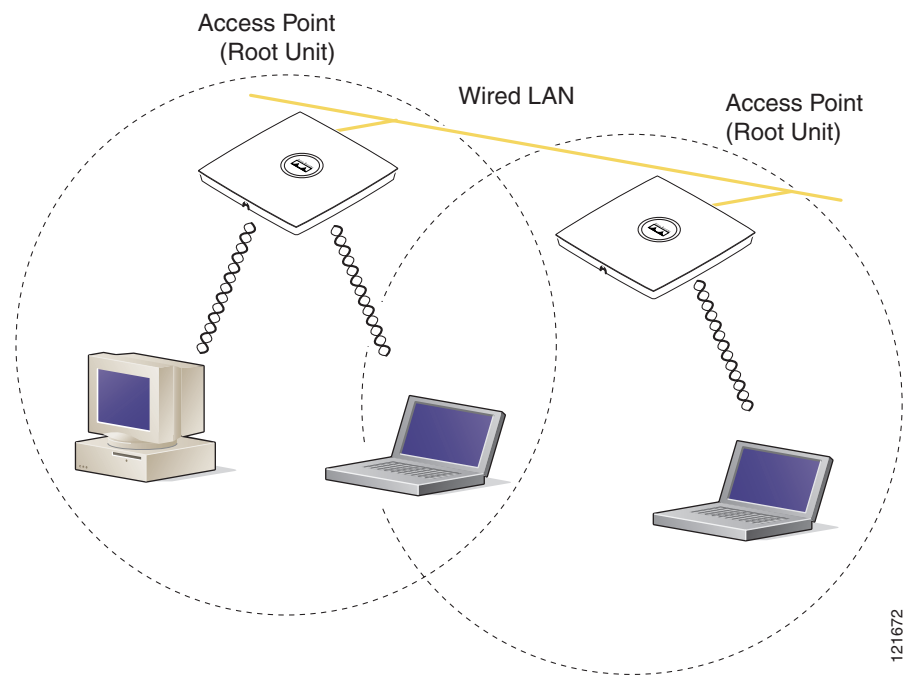 Access Point
(Root Unit)
Wired LAN
Access Point
(Root Unit)
121672